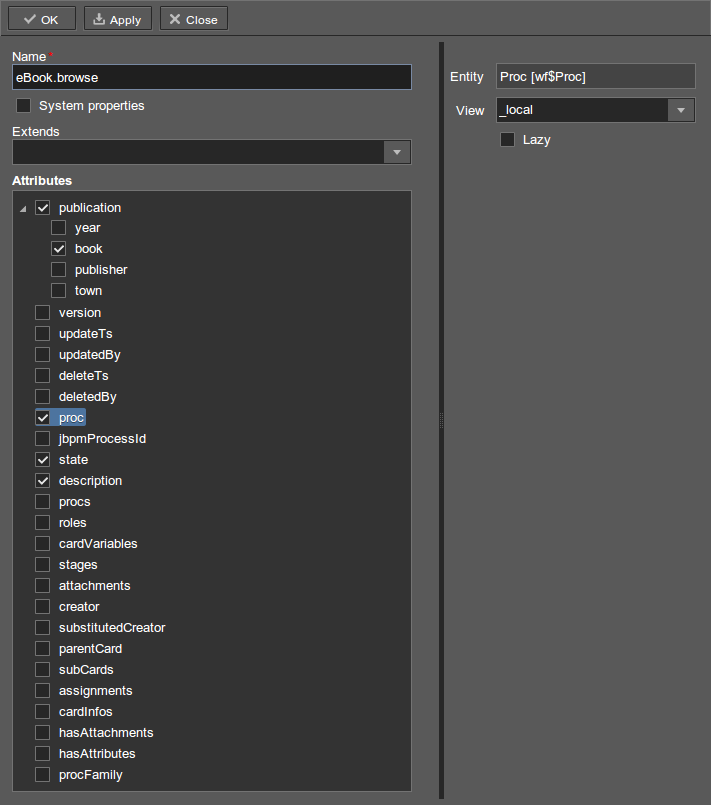 OK Apply Close
Name*
eBook.browse
System properties
Extends
Attributes
publication
year
book
publisher
town
version
updateTs
updatedBy
deleteTs
deletedBy
proc
jbpmProcessId
state
description
procs
roles
cardVariables
stages
attachments
creator
substitutedCreator
parentCard
subCards
assignments
cardInfos
hasAttachments
hasAttributes
procFamily
Entity Proc [wf$Proc]
View _local
Lazy